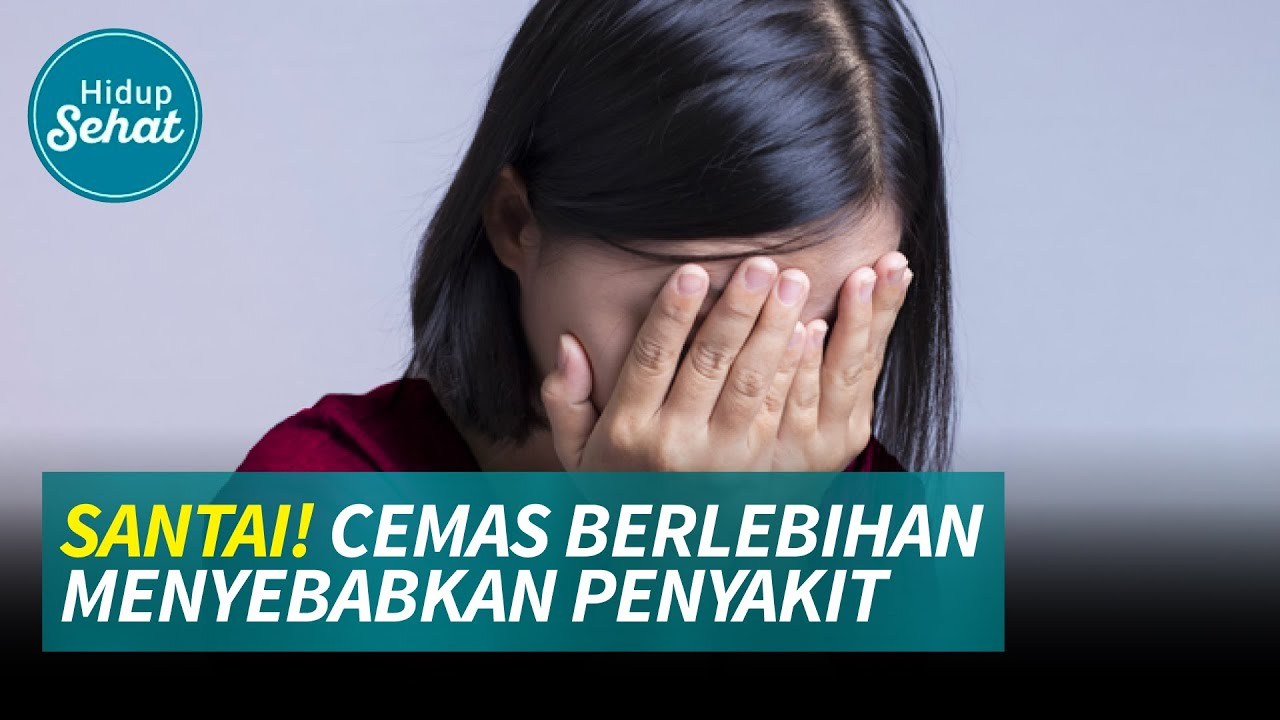 Hidup
Sehat
SANTAI! CEMAS BERLEBIHAN
MENYEBABKAN PENYAKIT